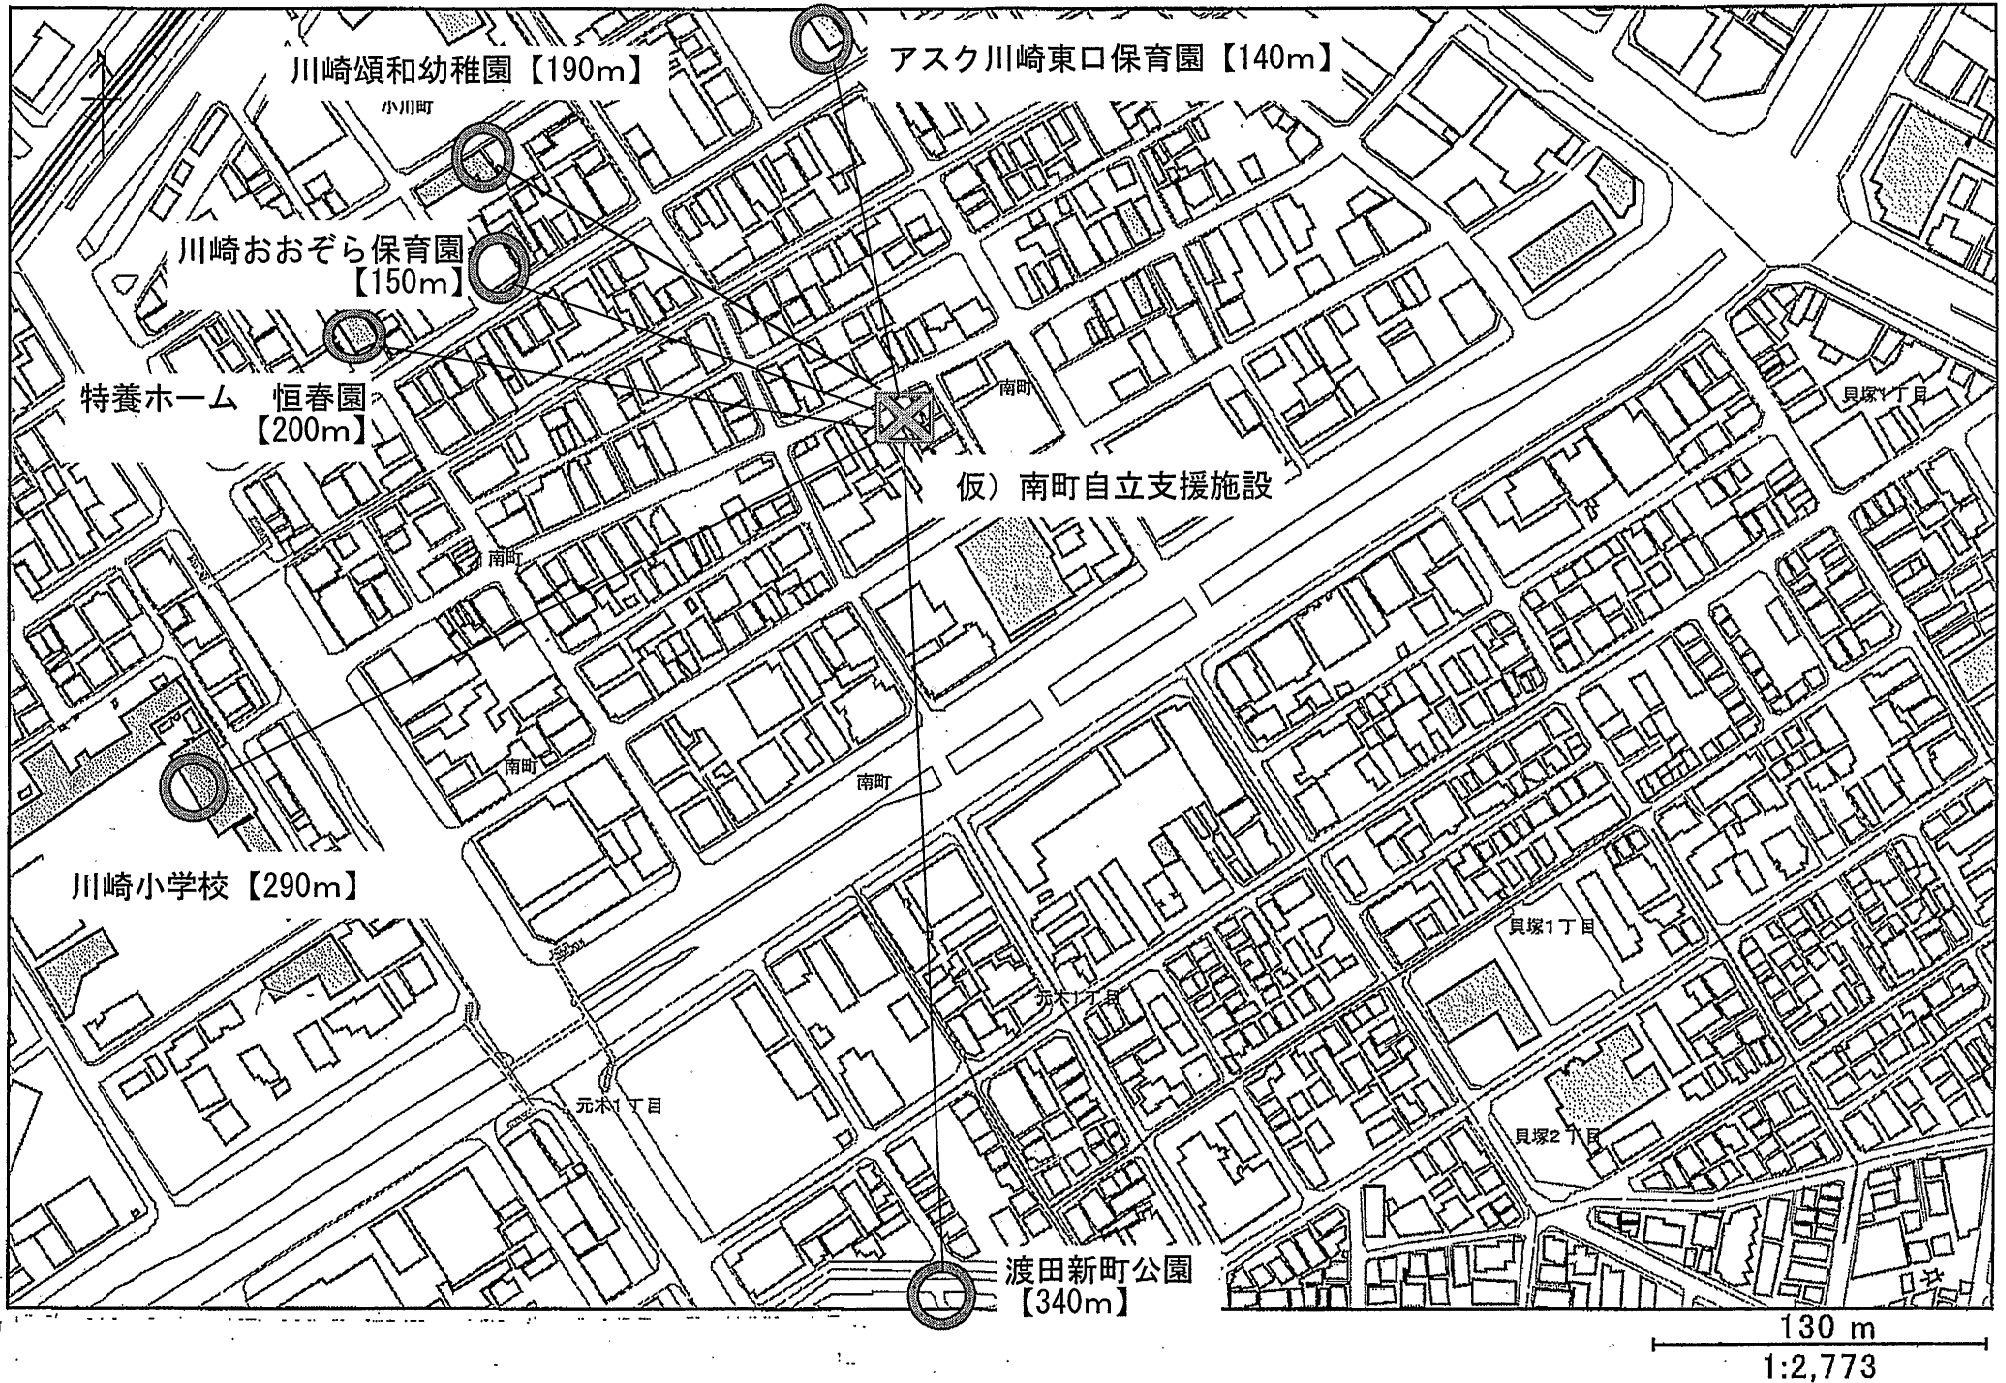 川崎頌和幼稚園【190ｍ】
アスク川崎東口保育園【140ｍ】
小川町
川崎おおぞら保育園
【150ｍ】
特養ホーム　恒春園
【200ｍ】
南町
貝塚1丁目
仮）南町自立支援施設
南町
南町
南町
川崎小学校【290ｍ】
貝塚1丁目
元木1丁目
元木1丁目
貝塚2丁目
渡田新町公園
【340ｍ】
130 m
1:2,773